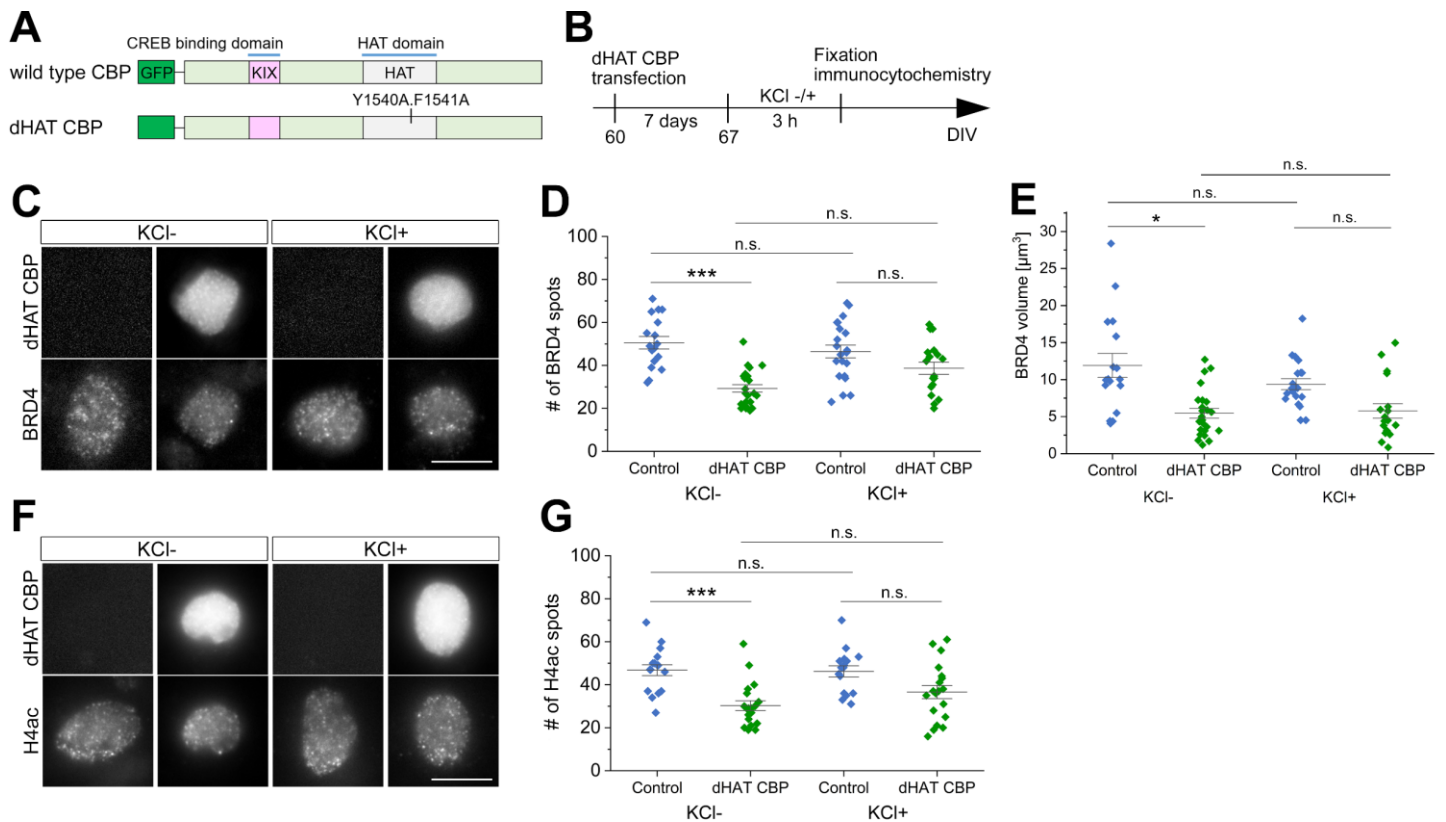 A
CREB binding domain
HAT domain
wild type CBP
GFP
KIX
HAT
Y1540A.F1541A
dHAT CBP
B
dHAT CBP
transfection
Fixation
immunocytochemistry
KCl -/+
7 days
3 h
60
67
DIV
C
KCl-
KCl+
dHAT CBP
BRD4
D
n.s.
n.s.
***
n.s.
# of BRD4 spots
100
80
60
40
20
0
Control
dHAT CBP
Control
dHAT CBP
KCl-
KCl+
E
n.s.
n.s.
*
n.s.
BRD4 volume [µm³]
30
25
20
15
10
5
0
Control
dHAT CBP
Control
dHAT CBP
KCl-
KCl+
F
KCl-
KCl+
dHAT CBP
H4ac
G
n.s.
n.s.
***
n.s.
# of H4ac spots
100
80
60
40
20
0
Control
dHAT CBP
Control
dHAT CBP
KCl-
KCl+